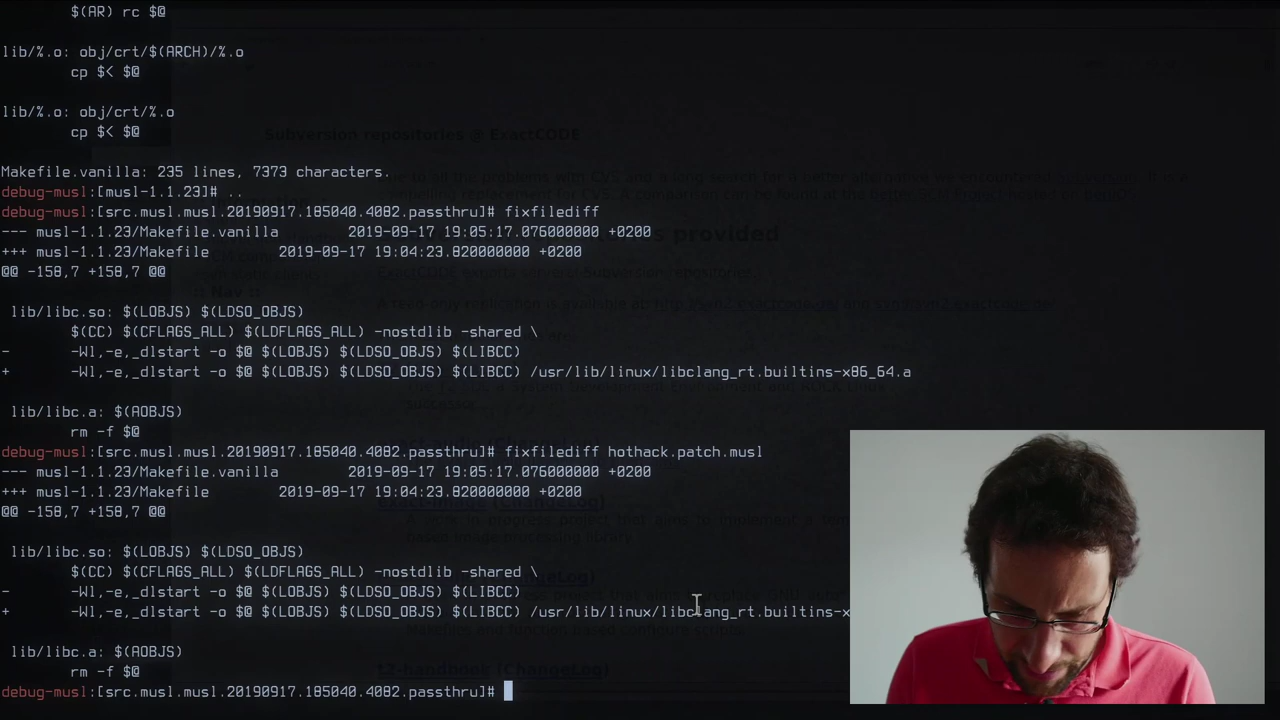 $(AR) rc $@
lib/%.o: obj/crt/$(ARCH)/%.o
cp $< $@
lib/%.o: obj/crt/%.o
cp $< $@
Subversion repositories @ ExactCODE
Makefile.vanilla: 235 lines, 7373 characters.
debug-musl:[musl-1.1.23]# ..
debug-musl:[src.musl.musl.20190917.185040.4082.passthru]# fixfilediff
--- musl-1.1.23/Makefile.vanilla 2019-09-17 19:05:17.076000000 +0200
+++ musl-1.1.23/Makefile 2019-09-17 19:04:23.820000000 +0200
@@ -158,7 +158,7 @@
lib/libc.so: $(LOBJS) $(LDSO_OBJS)
$(CC) $(CFLAGS_ALL) $(LDFLAGS_ALL) -nostdlib -shared \
- -Wl,-e,_dlstart -o $@ $(LOBJS) $(LDSO_OBJS) $(LIBCC)
+ -Wl,-e,_dlstart -o $@ $(LOBJS) $(LDSO_OBJS) $(LIBCC) /usr/lib/linux/libclang_rt.builtins-x86_64.a
lib/libc.a: $(AOBJS)
rm -f $@
debug-musl:[src.musl.musl.20190917.185040.4082.passthru]# fixfilediff hothack.patch.musl
--- musl-1.1.23/Makefile.vanilla 2019-09-17 19:05:17.076000000 +0200
+++ musl-1.1.23/Makefile 2019-09-17 19:04:23.820000000 +0200
@@ -158,7 +158,7 @@
lib/libc.so: $(LOBJS) $(LDSO_OBJS)
$(CC) $(CFLAGS_ALL) $(LDFLAGS_ALL) -nostdlib -shared \
- -Wl,-e,_dlstart -o $@ $(LOBJS) $(LDSO_OBJS) $(LIBCC)
+ -Wl,-e,_dlstart -o $@ $(LOBJS) $(LDSO_OBJS) $(LIBCC) /usr/lib/linux/libclang_rt.builtins-x
lib/libc.a: $(AOBJS)
rm -f $@
t2-handbook (ChangeLog)
debug-musl:[src.musl.musl.20190917.185040.4082.passthru]#